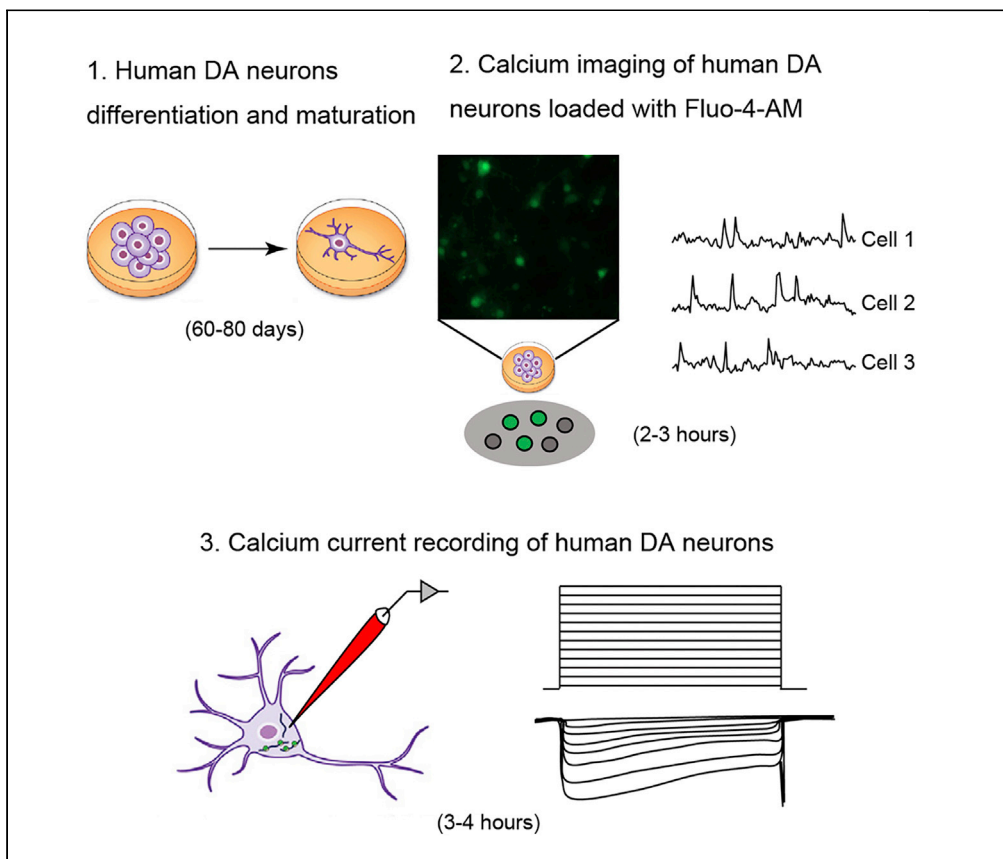 1. Human DA neurons
differentiation and maturation
(60-80 days)
2. Calcium imaging of human DA
neurons loaded with Fluo-4-AM
Cell 1
Cell 2
Cell 3
(2-3 hours)
3. Calcium current recording of human DA neurons
(3-4 hours)